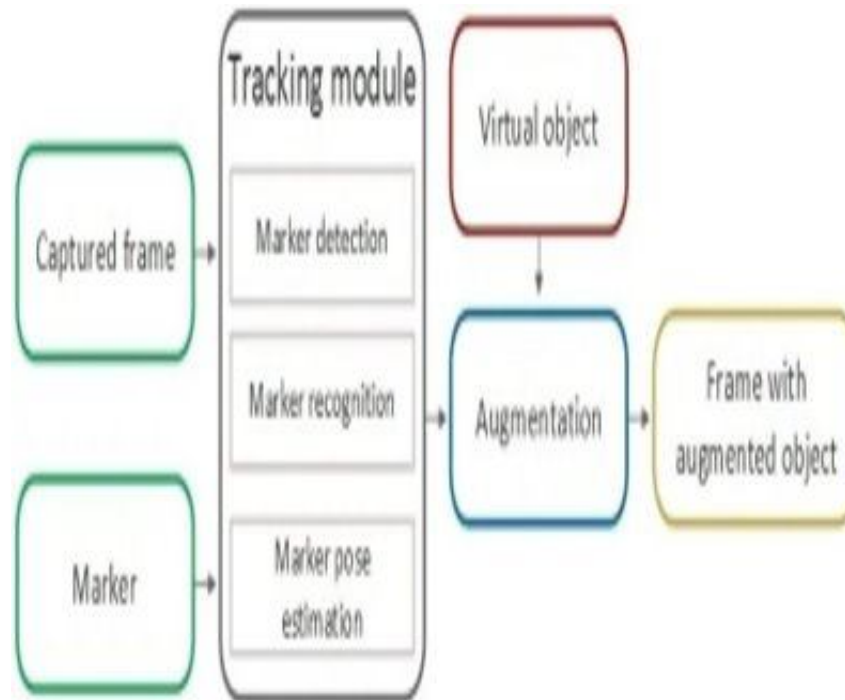 Tracking module
Virtual object
Captured frame
Marker detection
Marker recognition
Augmentation
Frame with
augmented object
Marker
Marker pose
estimation